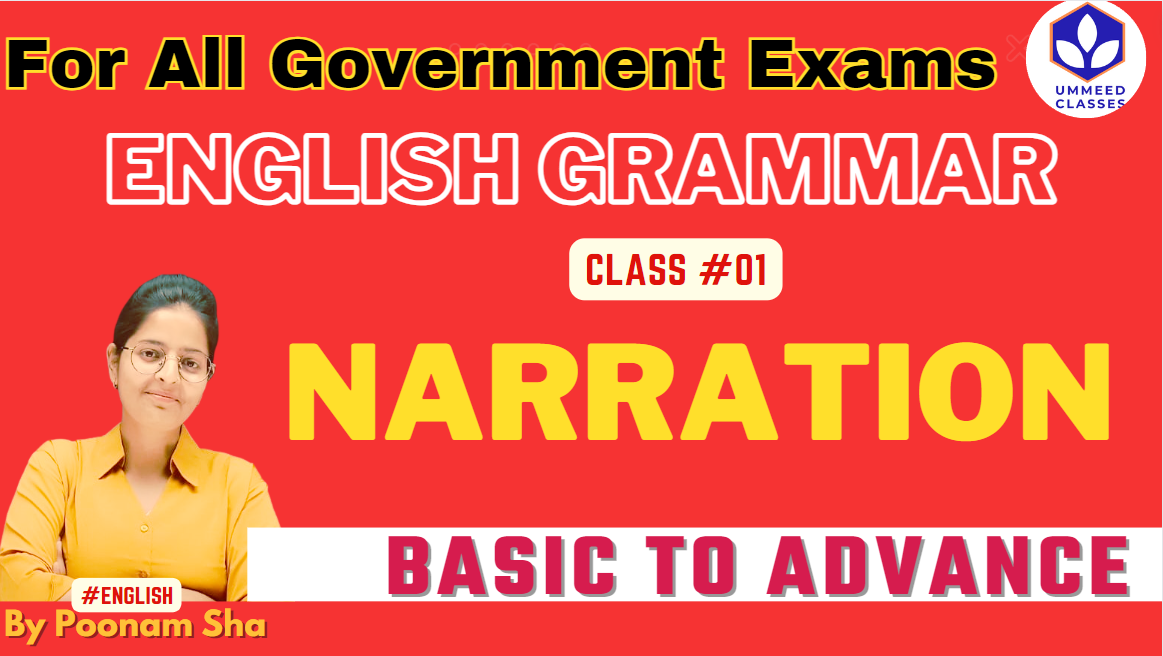 For All Government Exams
UMMEED
CLASSES
ENGLISH GRAMMAR
CLASS #01
NARRATION
BASIC TO ADVANCE
#ENGLISH
By Poonam Sha